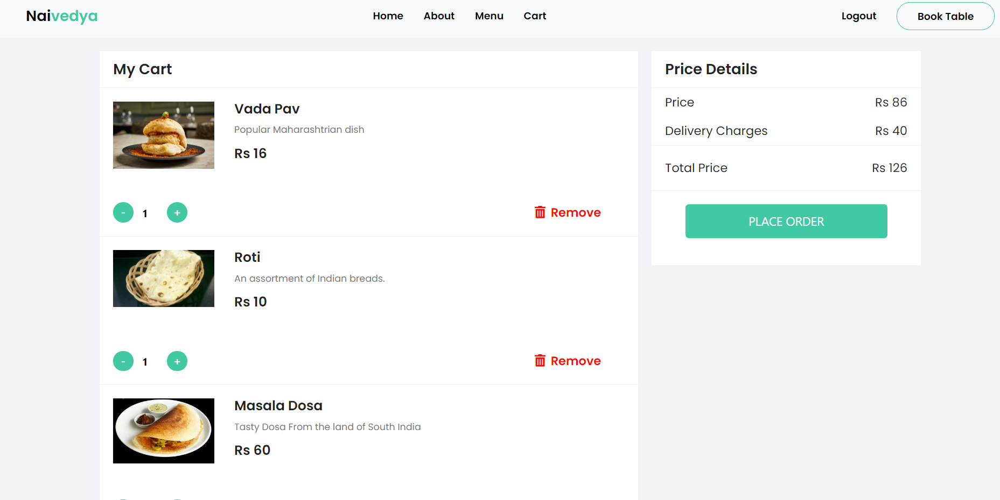 Naivedya
Home About Menu Cart
Logout Book Table
My Cart
Vada Pav
Popular Maharashtrian dish
Rs 16
- 1 +
Remove
Roti
An assortment of Indian breads.
Rs 10
- 1 +
Remove
Masala Dosa
Tasty Dosa From the land of South India
Rs 60
Price Details
Price Rs 86
Delivery Charges Rs 40
Total Price Rs 126
PLACE ORDER